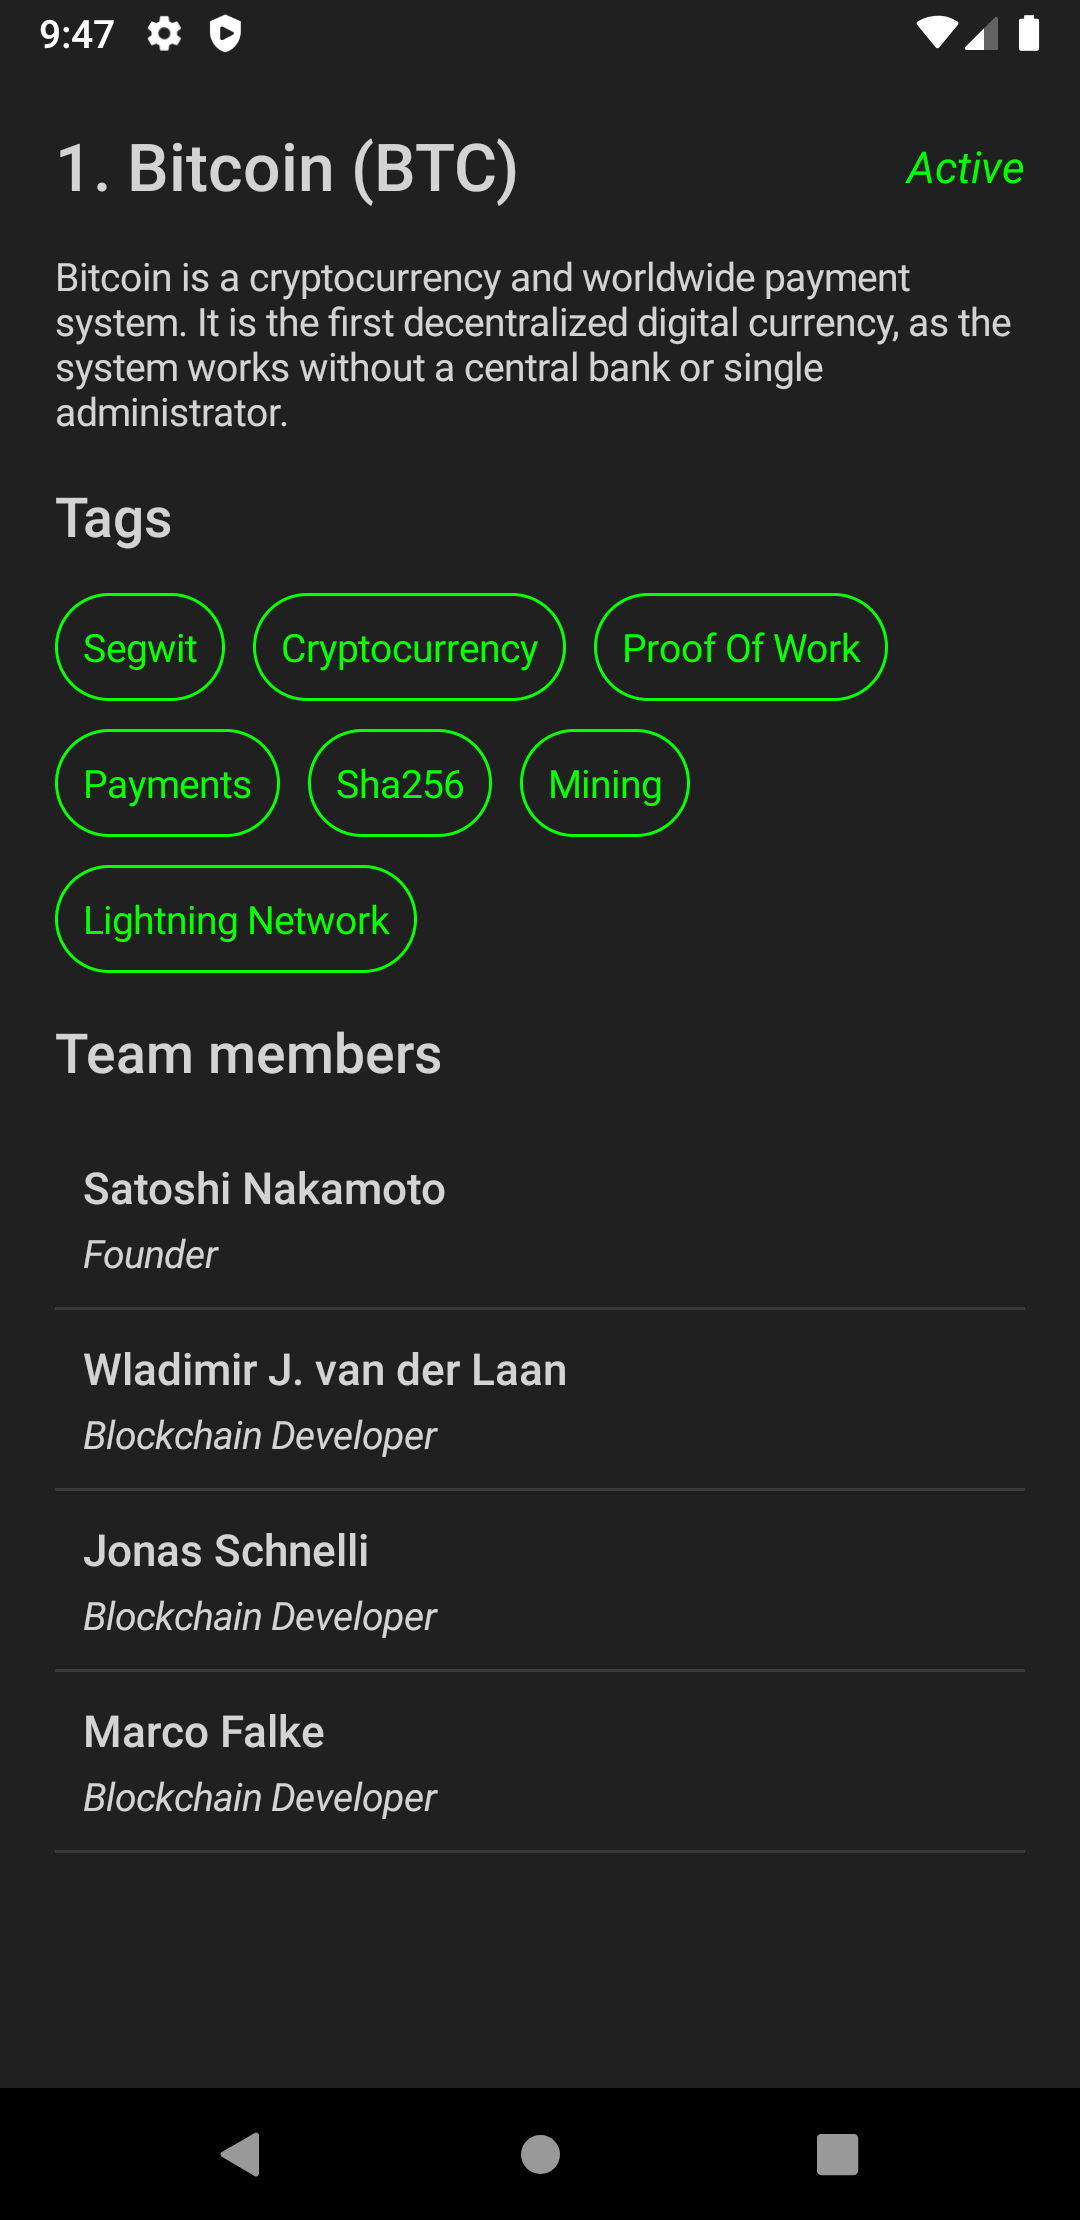 9:47
1. Bitcoin (BTC)
Active
Bitcoin is a cryptocurrency and worldwide payment
system. It is the first decentralized digital currency, as the
system works without a central bank or single
administrator.
Tags
Segwit Cryptocurrency Proof Of Work
Payments Sha256 Mining
Lightning Network
Team members
Satoshi Nakamoto
Founder
Wladimir J. van der Laan
Blockchain Developer
Jonas Schnelli
Blockchain Developer
Marco Falke
Blockchain Developer